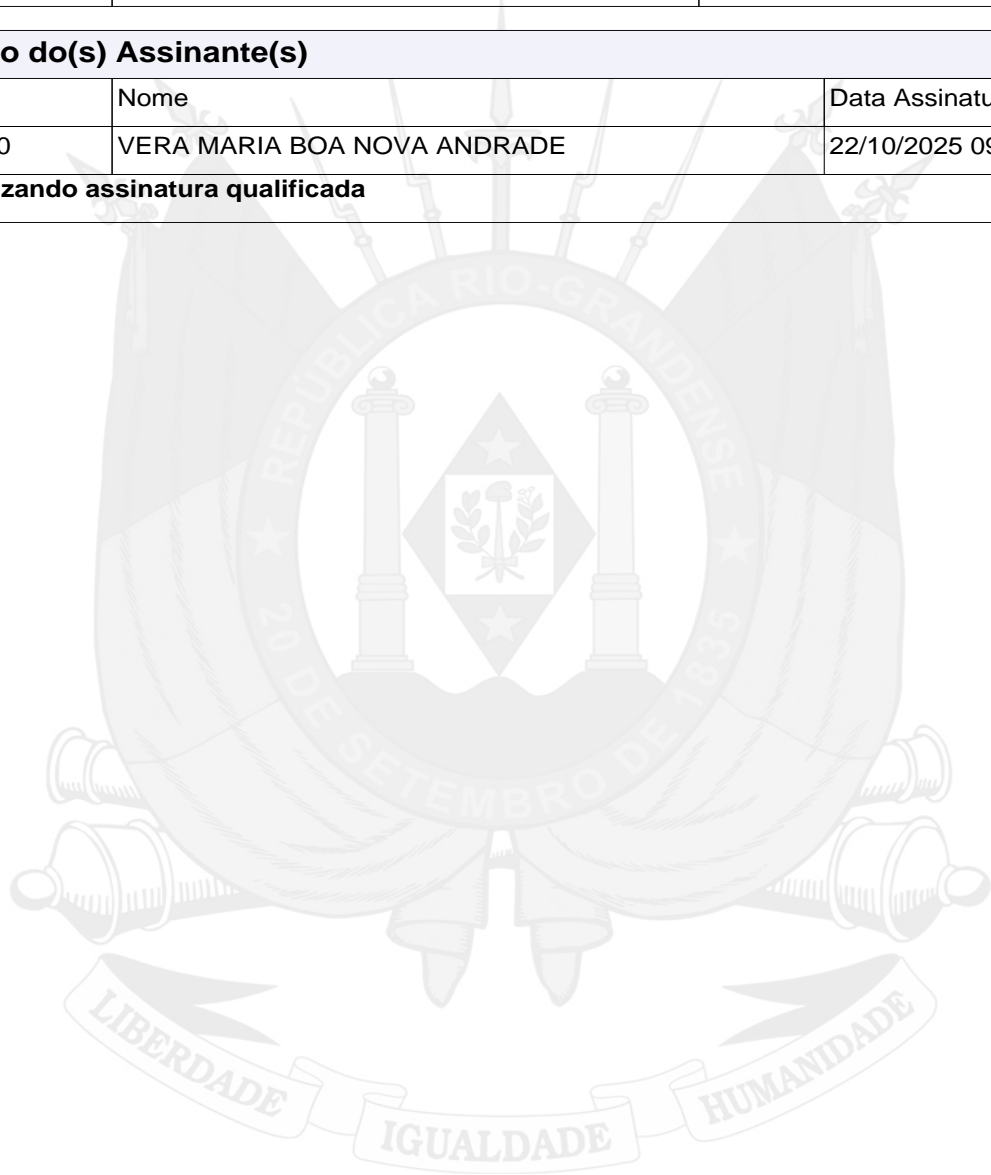 o do(s) Assinante(s)
Nome
Data Assinatu
0
VERA MARIA BOA NOVA ANDRADE
22/10/2025 09
zando assinatura qualificada
REPÚBLICA RIO-GRANDENSE
20 DE SETEMBRO DE 1835
LIBERDADE
IGUALDADE
HUMANIDADE